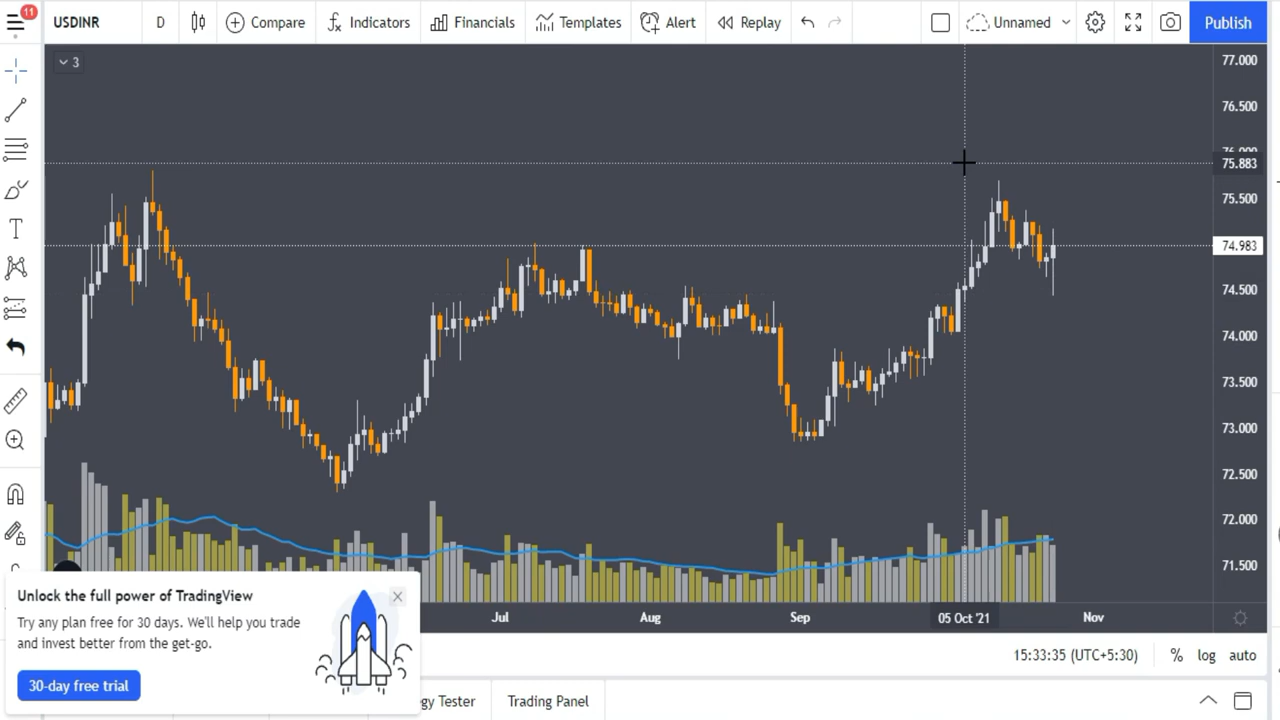 11
USDINR D Compare Indicators Financials Templates Alert Replay Unnamed Publish
3
77.000
76.500
76.000
75.883
75.500
74.983
74.500
74.000
73.500
73.000
72.500
72.000
71.500
T
Unlock the full power of TradingView
Try any plan free for 30 days. We'll help you trade
and invest better from the get-go.
30-day free trial
Jul Aug Sep 05 Oct '21 Nov
15:33:35 (UTC+5:30) % log auto
gy Tester Trading Panel